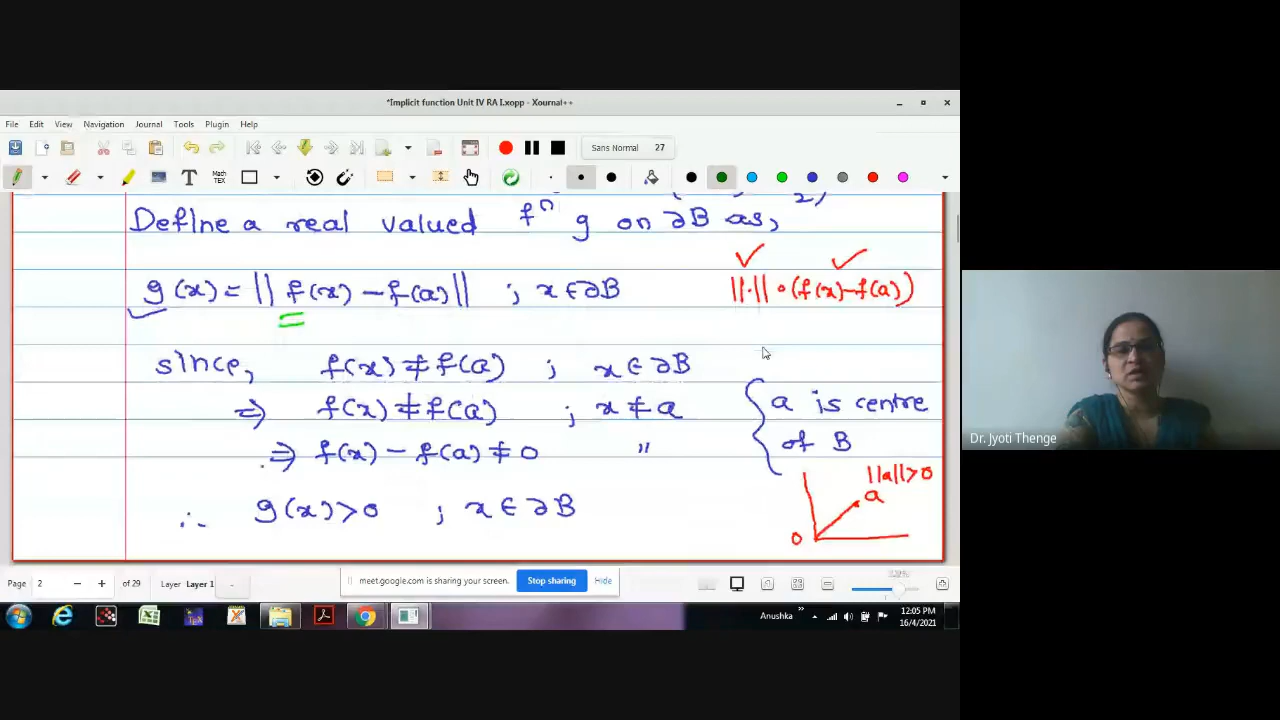 *Implicit function Unit IV RA I.xopp - Xournal++
File Edit View Navigation Journal Tools Plugin Help
Sans Normal 27
Define a real valued fⁿ g on ∂B as,
g(x) = || f(x) - f(a) || ; x ∈ ∂B
||·|| ∘ (f(x) - f(a))
since, f(x) ≠ f(a) ; x ∈ ∂B
⇒ f(x) ≠ f(a) ; x ≠ a
a is centre
of B
⇒ f(x) - f(a) ≠ 0 "
||a|| > 0
a
0
∴ g(x) > 0 ; x ∈ ∂B
Dr. Jyoti Thenge
Page 2 of 29 Layer Layer 1
meet.google.com is sharing your screen. Stop sharing Hide
Anushka
12:05 PM
16/4/2021